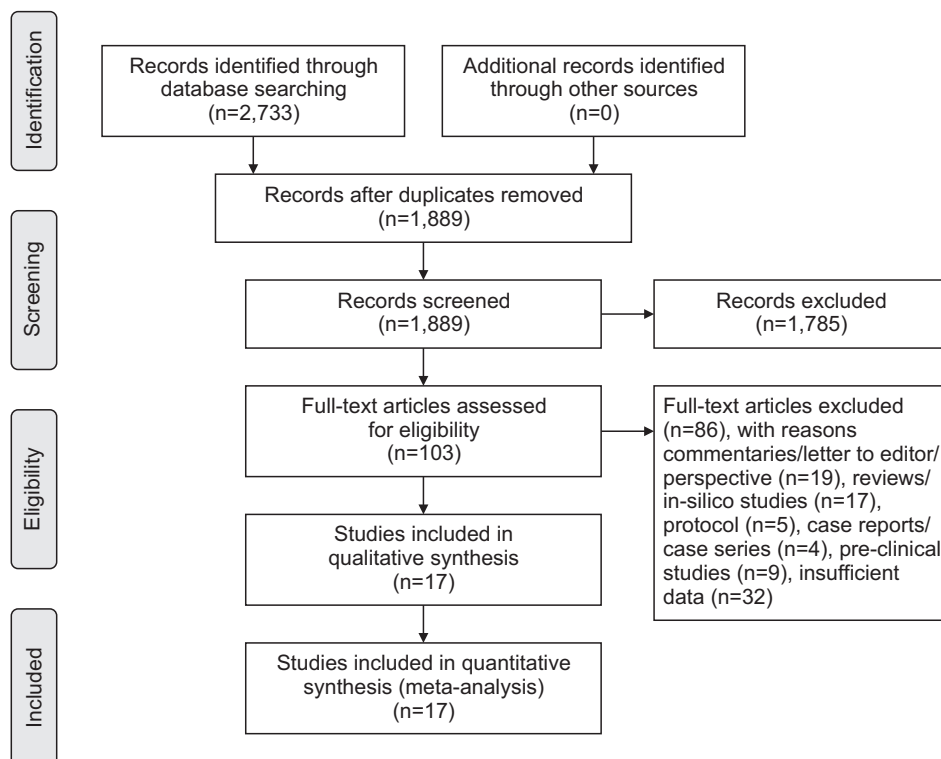 Identification
Records identified through
database searching
(n=2,733)
Additional records identified
through other sources
(n=0)
Records after duplicates removed
(n=1,889)
Screening
Records screened
(n=1,889)
Records excluded
(n=1,785)
Eligibility
Full-text articles assessed
for eligibility
(n=103)
Full-text articles excluded
(n=86), with reasons
commentaries/letter to editor/
perspective (n=19), reviews/
in-silico studies (n=17),
protocol (n=5), case reports/
case series (n=4), pre-clinical
studies (n=9), insufficient
data (n=32)
Studies included in
qualitative synthesis
(n=17)
Included
Studies included in quantitative
synthesis (meta-analysis)
(n=17)